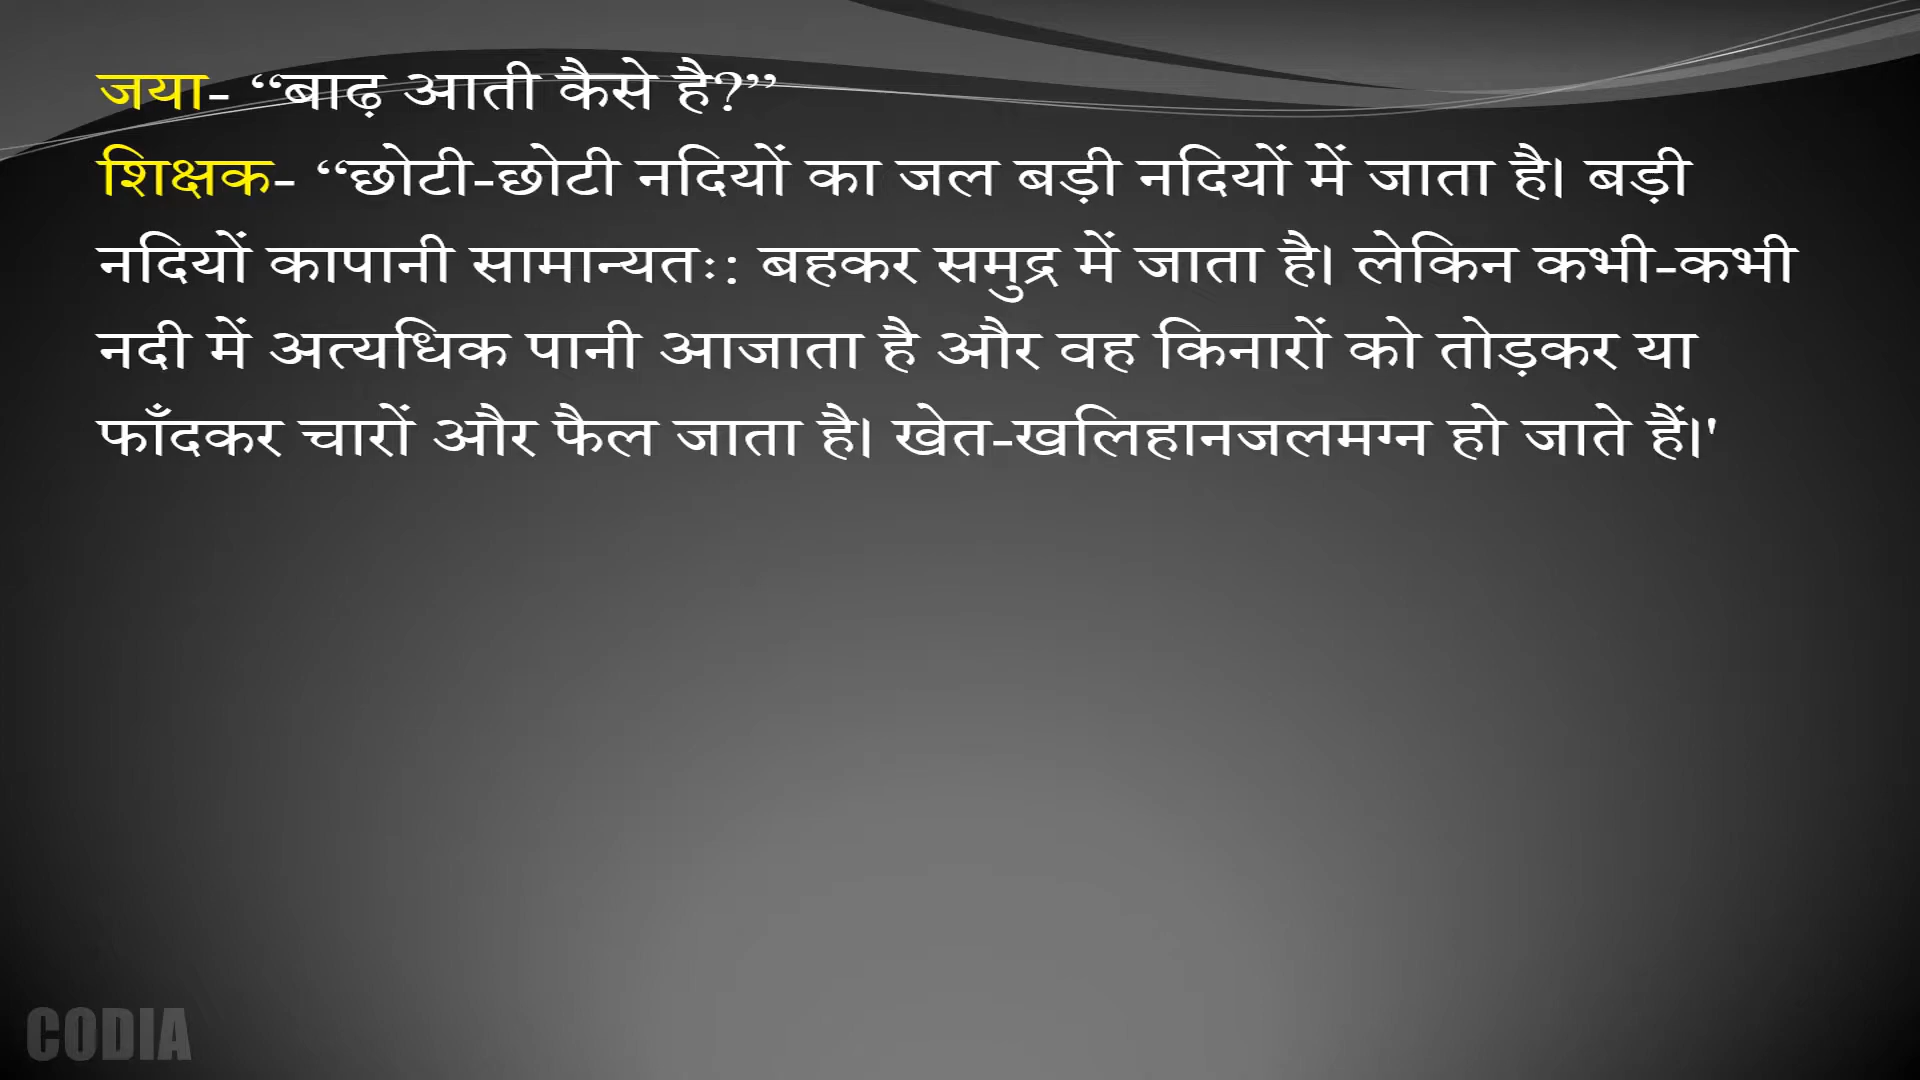 जया- “बाढ़ आती कैसे है?”
शिक्षक- “छोटी-छोटी नदियों का जल बड़ी नदियों में जाता है। बड़ी
नदियों कापानी सामान्यतः: बहकर समुद्र में जाता है। लेकिन कभी-कभी
नदी में अत्यधिक पानी आजाता है और वह किनारों को तोड़कर या
फाँदकर चारों और फैल जाता है। खेत-खलिहानजलमग्न हो जाते हैं।'
CODIA